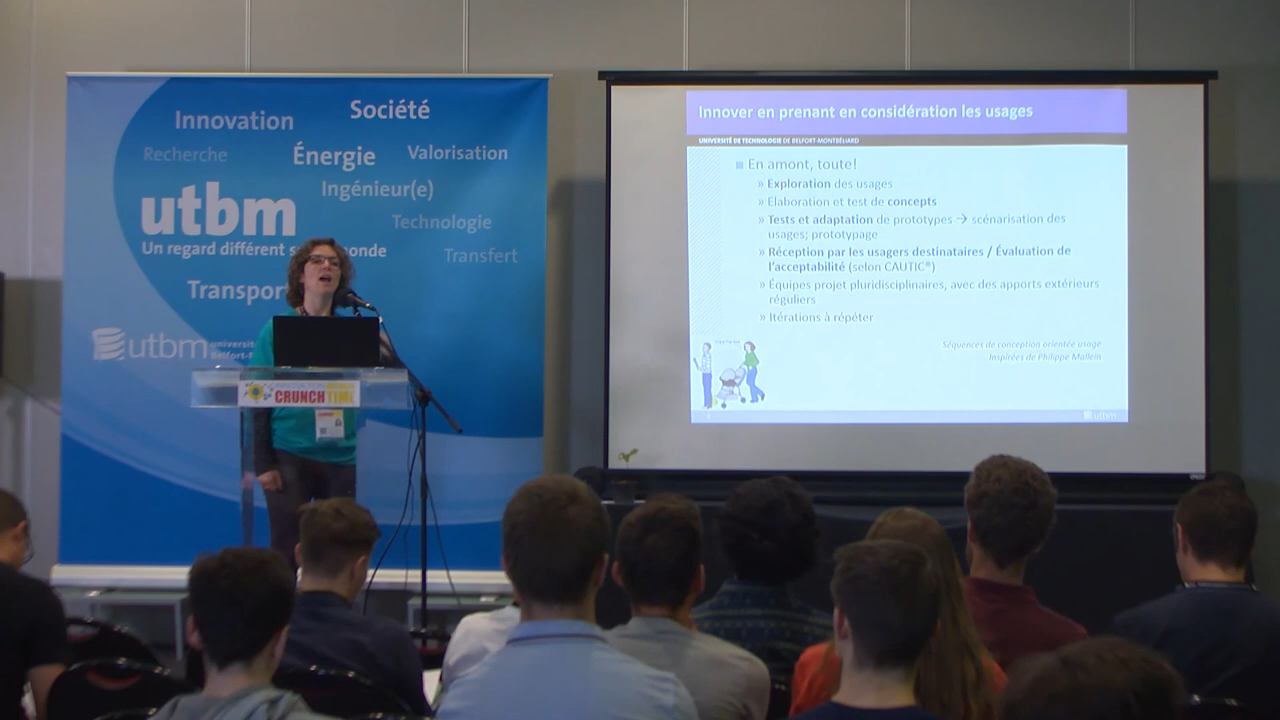 Innovation
Société
Recherche
Énergie
Valorisation
Ingénieur(e)
utbm
Technologie
Un regard différent s
onde
Transfert
Transpor
utbm
université
Belfort-
INNOVATION
CRUNCH TIME
Innover en prenant en considération les usages
UNIVERSITÉ DE TECHNOLOGIE DE BELFORT-MONTBÉLIARD
En amont, toute!
» Exploration des usages
» Elaboration et test de concepts
» Tests et adaptation de prototypes → scénarisation des
usages; prototypage
» Réception par les usagers destinataires / Évaluation de
l'acceptabilité (selon CAUTIC®)
» Équipes projet pluridisciplinaires, avec des apports extérieurs
réguliers
» Itérations à répéter
Séquences de conception orientée usage
Inspirées de Philippe Mallein
utbm